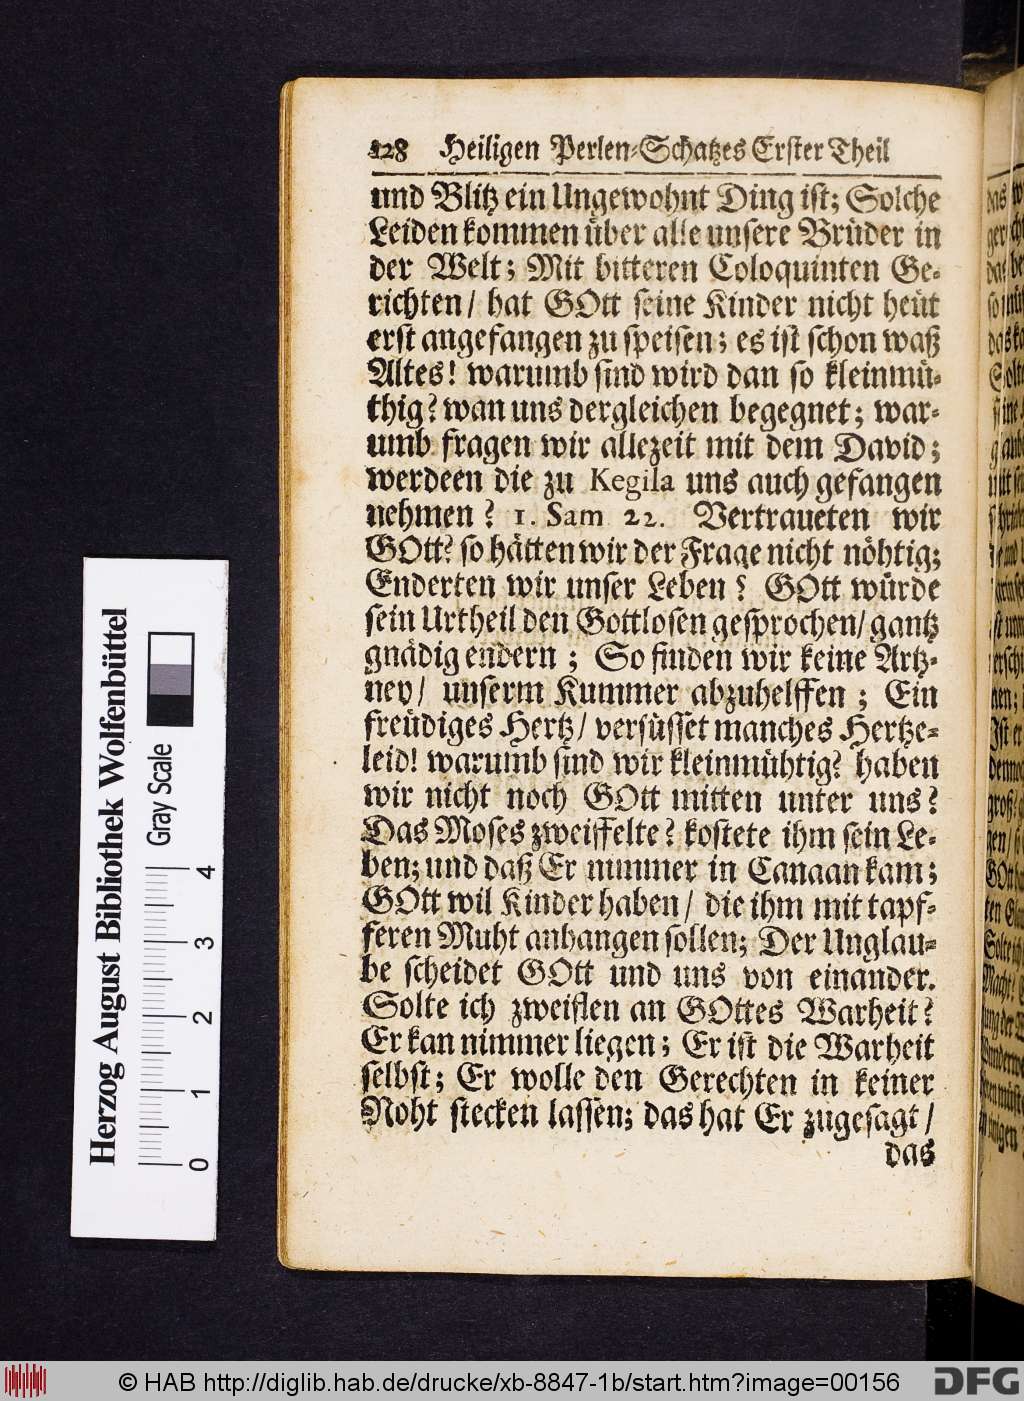 128 Heiligen Perlen-Schatzes Erster Theil
und Blitz ein Ungewohnt Ding ist; Solche
Leiden kommen über alle unsere Brüder in
der Welt; Mit bitteren Coloquinten Ge-
richten/ hat GOtt seine Kinder nicht heüt
erst angefangen zu speisen; es ist schon waß
Altes! warumb sind wird dan so kleinmü-
thig? wan uns dergleichen begegnet; war-
umb fragen wir allezeit mit dem David;
werdeen die zu Kegila uns auch gefangen
nehmen? 1. Sam 22. Vertraueten wir
GOtt? so hätten wir der Frage nicht nöhtig;
Enderten wir unser Leben? GOtt würde
sein Urtheil den Gottlosen gesprochen/ gantz
gnädig endern; So finden wir keine Artz-
ney/ unserm Kummer abzuhelffen; Ein
freüdiges Hertz/ versüsset manches Hertze-
leid! warumb sind wir kleinmühtig? haben
wir nicht noch GOtt mitten unter uns?
Das Moses zweiffelte? kostete ihm sein Le-
ben; und daß Er nimmer in Canaan kam;
GOtt wil Kinder haben/ die ihm mit tapf-
feren Muht anhangen sollen; Der Unglau-
be scheidet GOtt und uns von einander.
Solte ich zweiflen an GOttes Warheit?
Er kan nimmer liegen; Er ist die Warheit
selbst; Er wolle den Gerechten in keiner
Noht stecken lassen; das hat Er zugesagt/
das
Herzog August Bibliothek Wolfenbüttel
Gray Scale
0 1 2 3 4
© HAB http://diglib.hab.de/drucke/xb-8847-1b/start.htm?image=00156
DFG